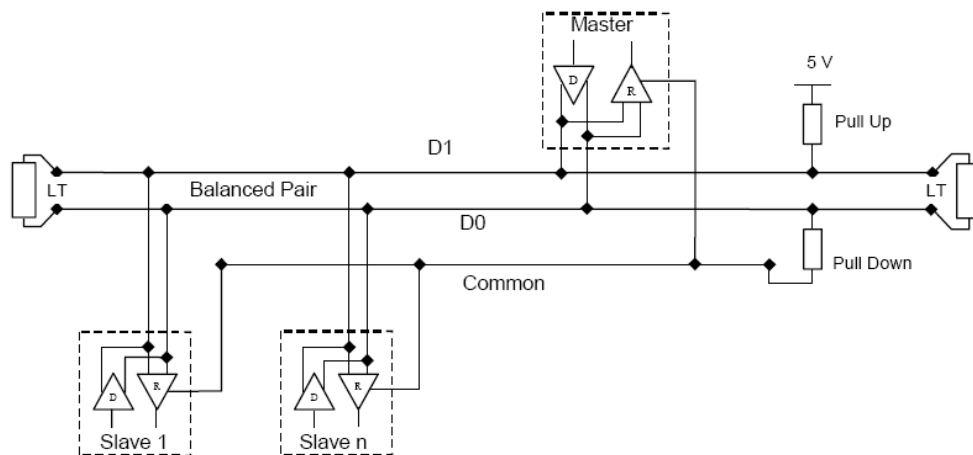 Master
D
R
5 V
Pull Up
D1
LT
Balanced Pair
LT
D0
Common
Pull Down
D
R
D
R
Slave 1
Slave n